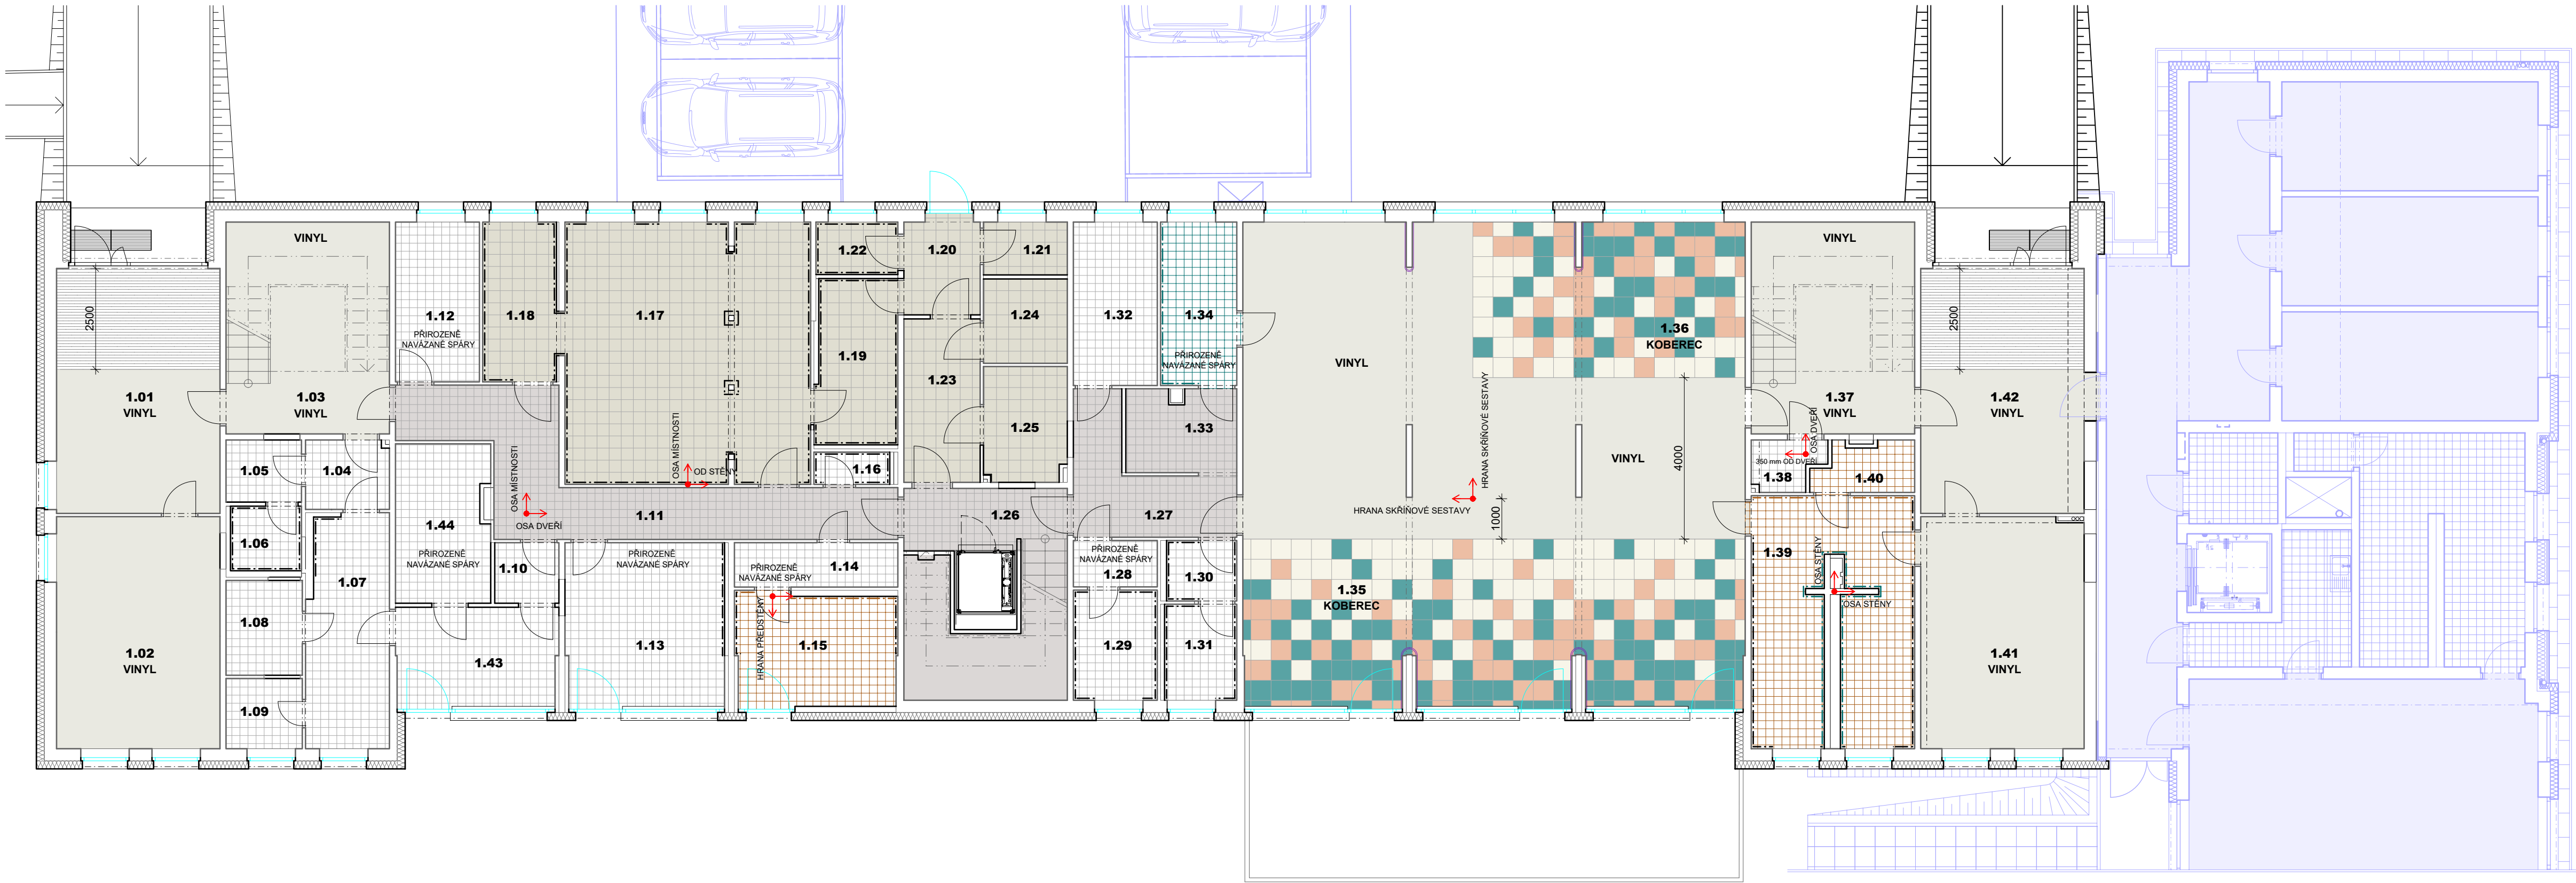 VINYL
VINYL
1.22
1.20
1.21
2500
1.12
PŘIROZENĚ
NAVÁZANÉ SPÁRY
1.18
1.17
1.24
1.32
1.34
PŘIROZENĚ
NAVÁZANÉ SPÁRY
1.36
KOBEREC
2500
1.19
VINYL
1.01
VINYL
1.03
VINYL
1.23
1.37
VINYL
1.42
VINYL
1.25
1.33
HRANA SKŘÍŇOVÉ SESTAVY
OSA DVEŘÍ
OSA MÍSTNOSTI
OSA MÍSTNOSTI
OD STĚNY
1.16
VINYL
4000
350 mm OD DVEŘÍ
1.38
1.40
1.05
1.04
OSA DVEŘÍ
1.11
1.26
1.27
HRANA SKŘÍŇOVÉ SESTAVY
1000
1.44
PŘIROZENĚ
NAVÁZANÉ SPÁRY
1.06
1.07
1.10
PŘIROZENĚ
NAVÁZANÉ SPÁRY
PŘIROZENĚ
NAVÁZANÉ SPÁRY
1.14
PŘIROZENĚ
NAVÁZANÉ SPÁRY
1.28
1.30
1.35
KOBEREC
1.39
OSA STĚNY
OSA STĚNY
1.08
1.02
VINYL
1.43
1.13
HRANA PŘEDSTĚNY
1.15
1.29
1.31
1.41
VINYL
1.09